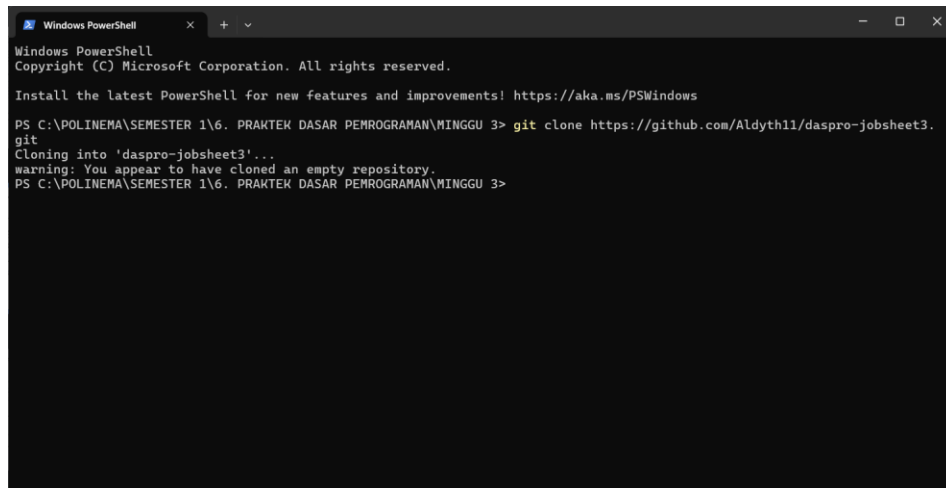 Windows PowerShell
Windows PowerShell
Copyright (C) Microsoft Corporation. All rights reserved.
Install the latest PowerShell for new features and improvements! https://aka.ms/PSWindows
PS C:\POLINEMA\SEMESTER 1\6. PRAKTEK DASAR PEMROGRAMAN\MINGGU 3> git clone https://github.com/Aldyth11/daspro-jobsheet3.
git
Cloning into 'daspro-jobsheet3'...
warning: You appear to have cloned an empty repository.
PS C:\POLINEMA\SEMESTER 1\6. PRAKTEK DASAR PEMROGRAMAN\MINGGU 3>